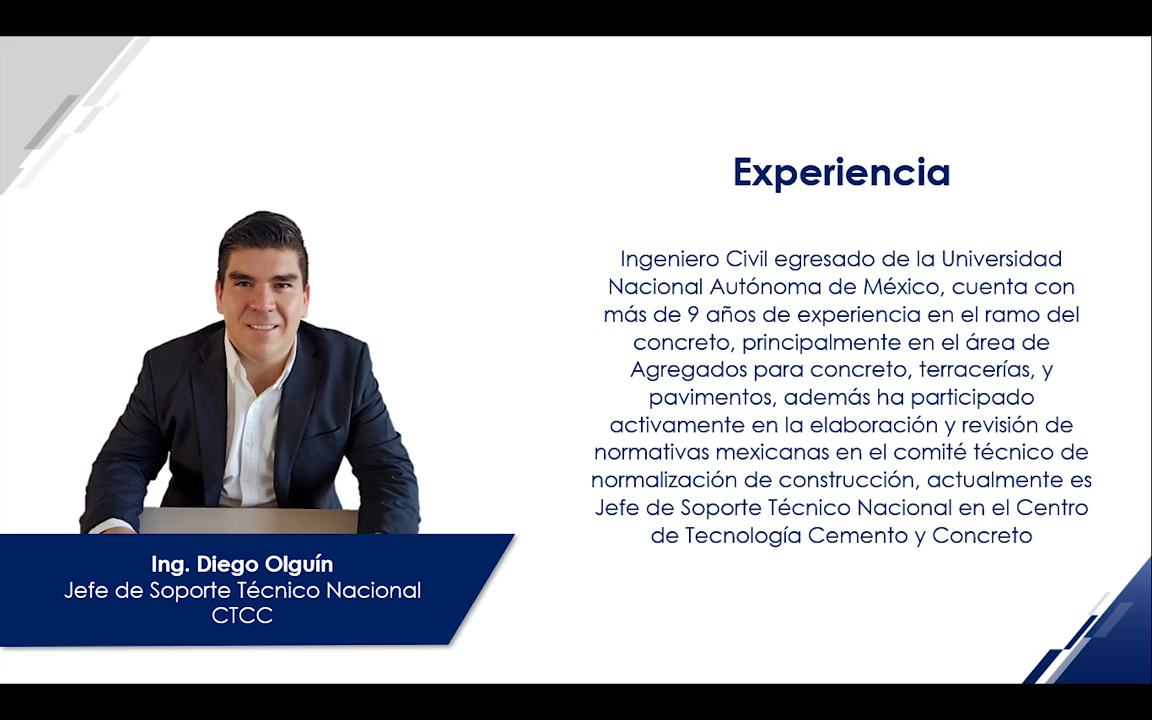 Experiencia
Ingeniero Civil egresado de la Universidad
Nacional Autónoma de México, cuenta con
más de 9 años de experiencia en el ramo del
concreto, principalmente en el área de
Agregados para concreto, terracerías, y
pavimentos, además ha participado
activamente en la elaboración y revisión de
normativas mexicanas en el comité técnico de
normalización de construcción, actualmente es
Jefe de Soporte Técnico Nacional en el Centro
de Tecnología Cemento y Concreto
Ing. Diego Olguín
Jefe de Soporte Técnico Nacional
CTCC